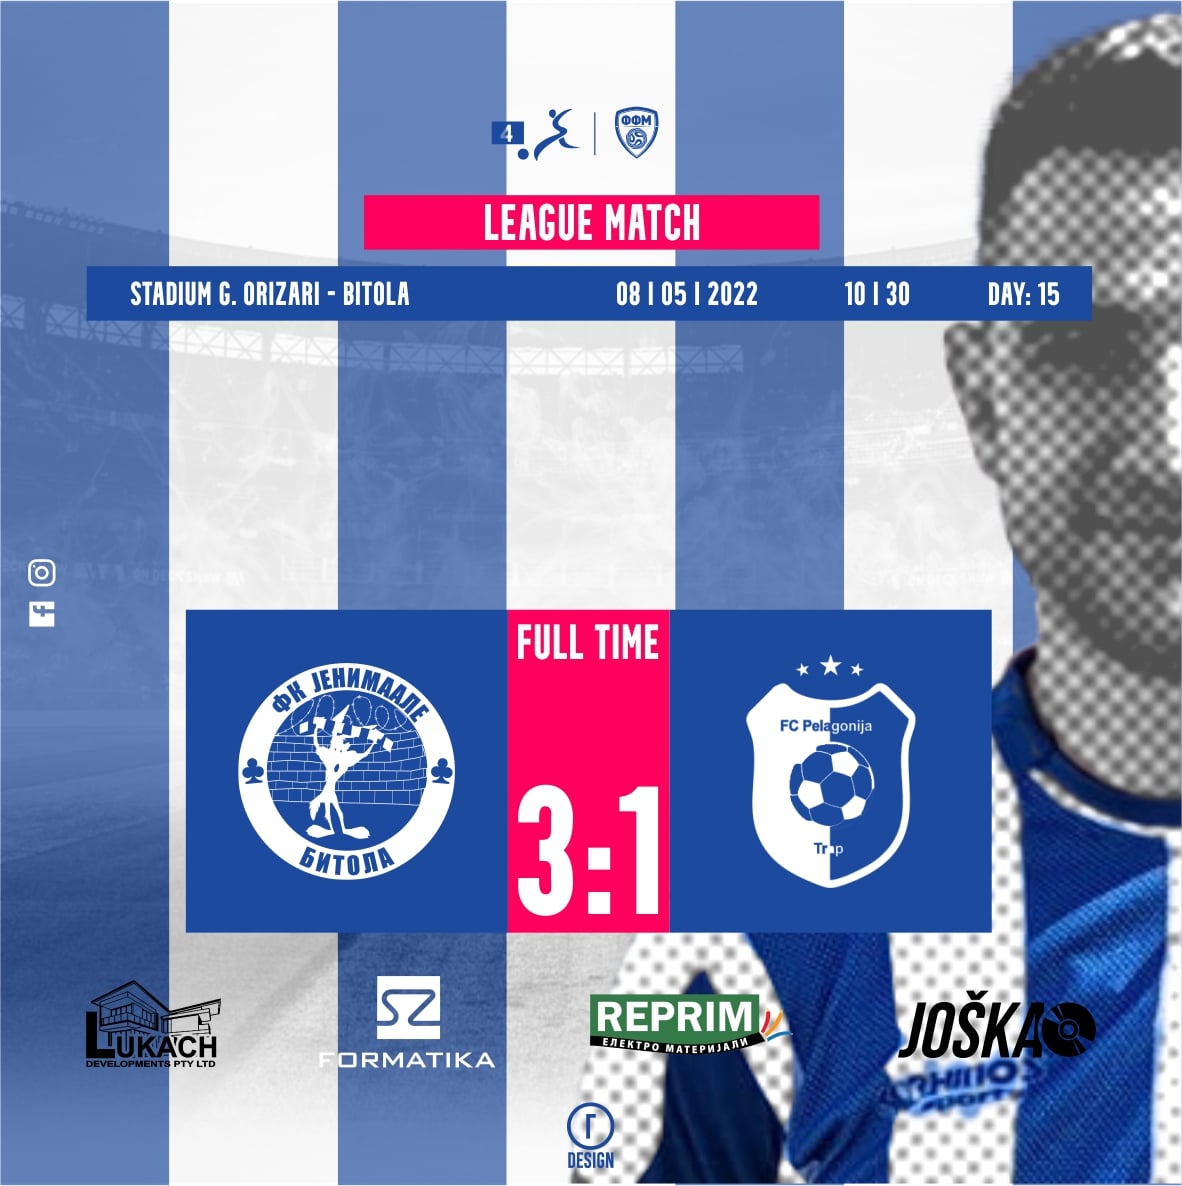 4
ФФМ
LEAGUE MATCH
STADIUM G. ORIZARI - BITOLA 08 | 05 | 2022 10 | 30 DAY: 15
FULL TIME
3:1
ФК ЈЕНИМААЛЕ
БИТОЛА
FC Pelagonija
Trap
LUKACH
DEVELOPMENTS PTY LTD
SZ
FORMATIKA
REPRIM
ЕЛЕКТРО МАТЕРИЈАЛИ
JOŠKA
sport
Г
DESIGN